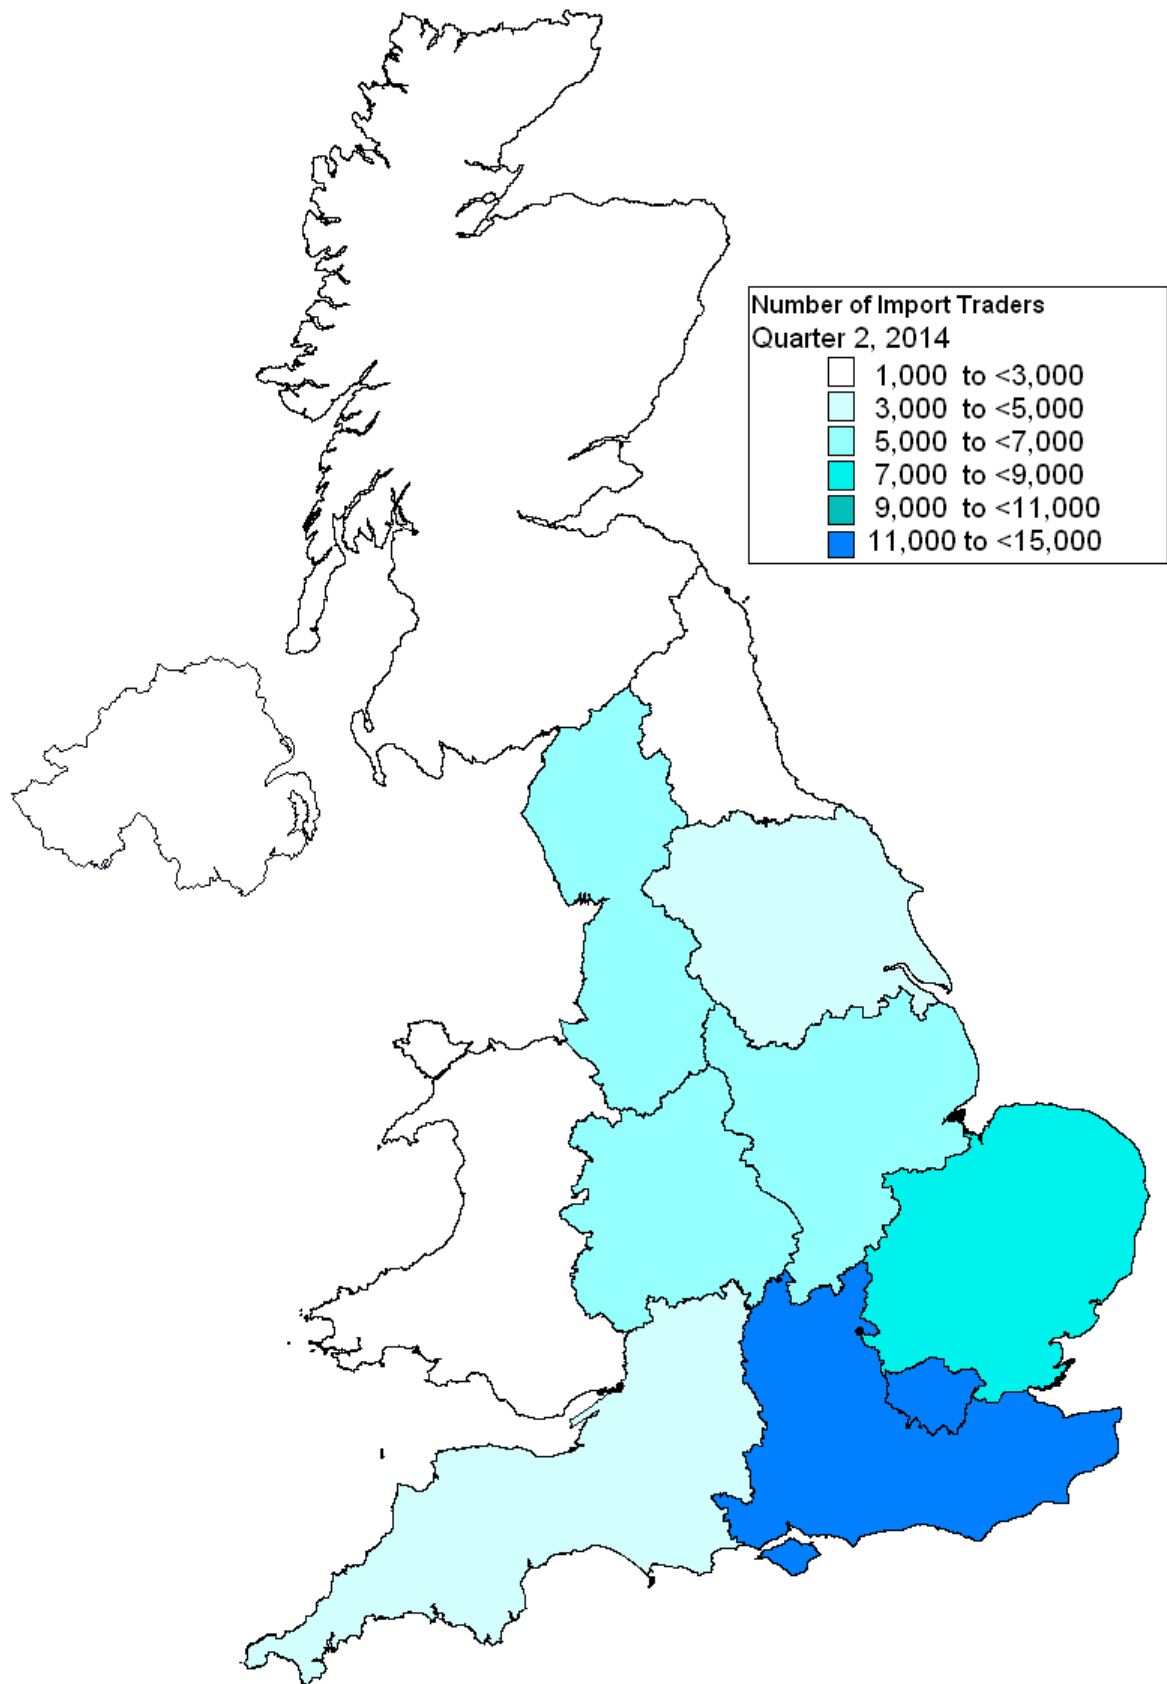 Number of Import Traders
Quarter 2, 2014
1,000 to <3,000
3,000 to <5,000
5,000 to <7,000
7,000 to <9,000
9,000 to <11,000
11,000 to <15,000